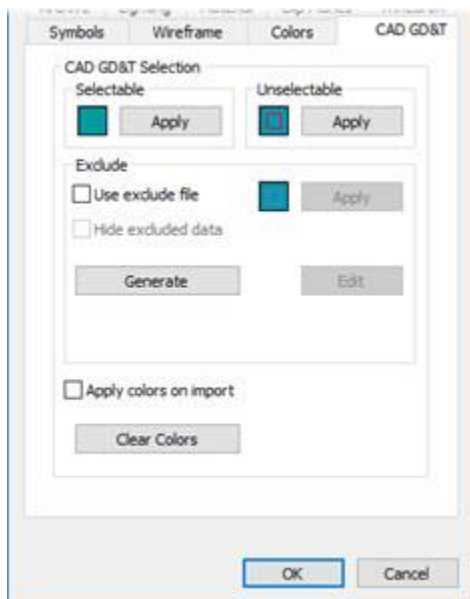 Symbols Wireframe Colors CAD GD&T
CAD GD&T Selection
Selectable Unselectable
Apply Apply
Exclude
Use exclude file Apply
Hide excluded data
Generate Edit
Apply colors on import
Clear Colors
OK Cancel